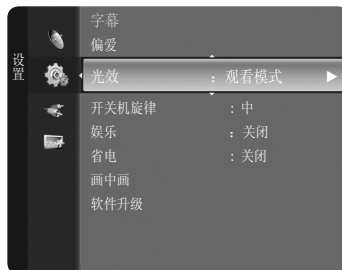 设置
字幕
偏爱
光效 : 观看模式
开关机旋律 : 中
娱乐 : 关闭
省电 : 关闭
画中画
软件升级